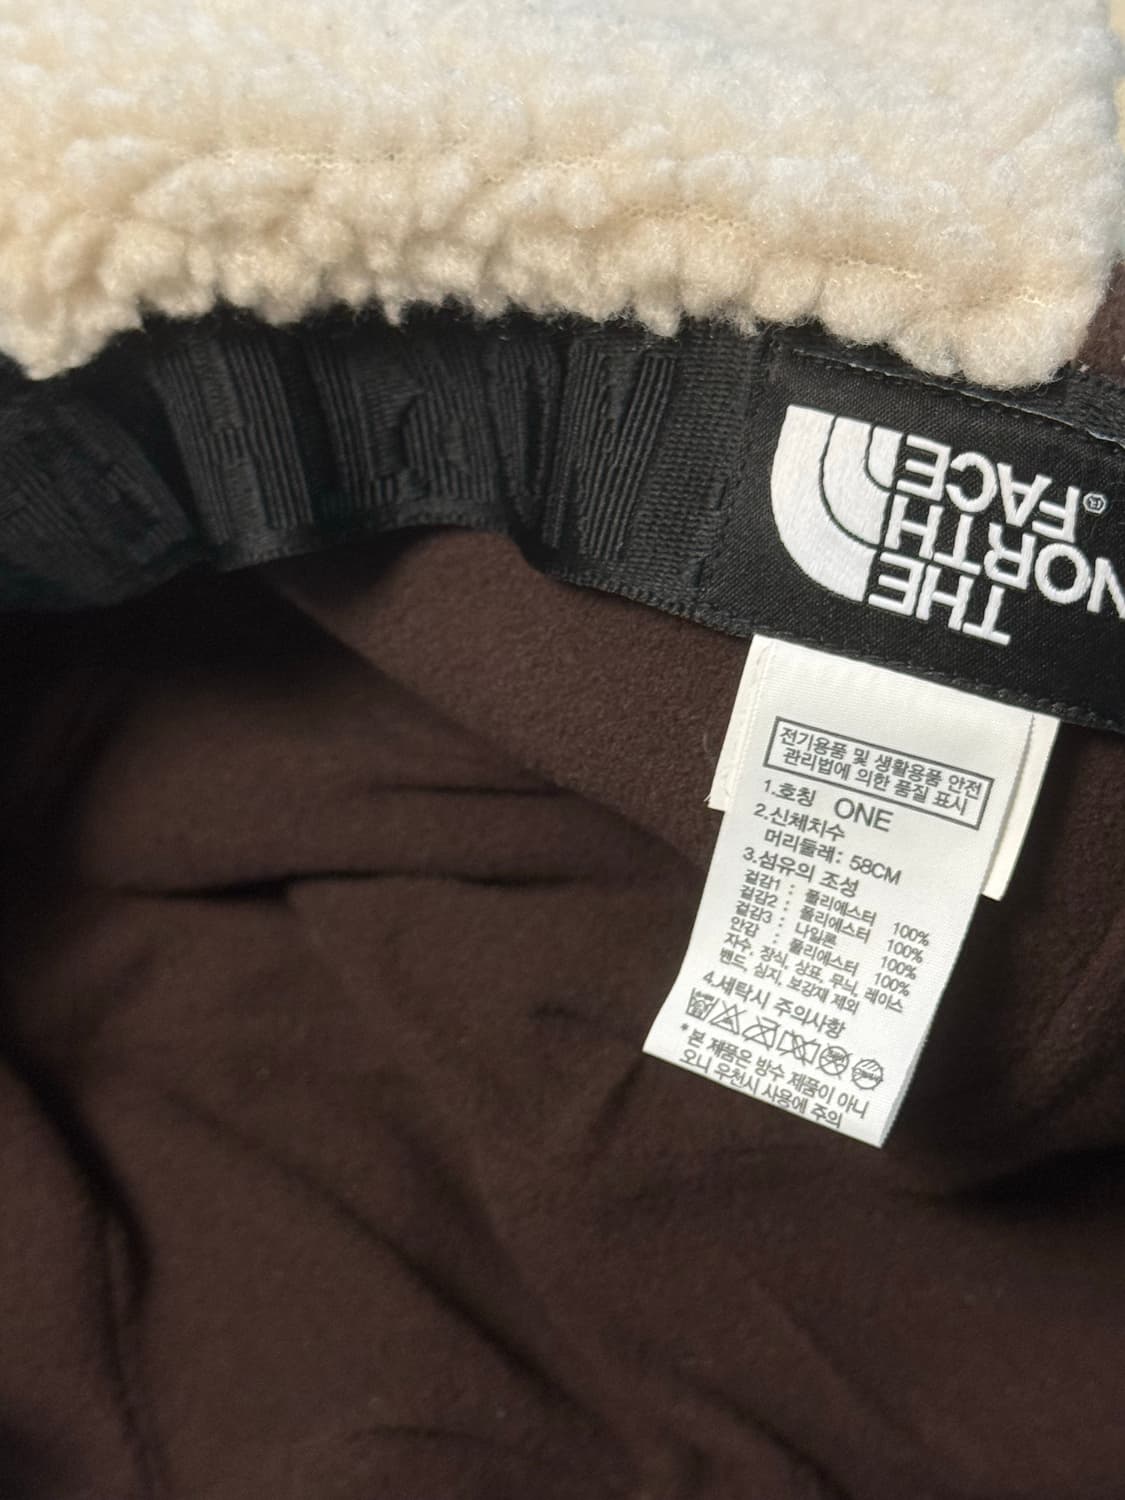 THE
NORTH
FACE®
전기용품 및 생활용품 안전
관리법에 의한 품질 표시
1.호칭 ONE
2.신체치수
머리둘레: 58CM
3.섬유의 조성
겉감1 : 폴리에스터 100%
겉감2 : 폴리에스터 100%
겉감3 : 나일론 100%
안감 : 폴리에스터 100%
자수, 장식, 상표, 무늬, 레이스
밴드, 심지, 보강재 제외
4.세탁시 주의사항
*본 제품은 방수 제품이 아니
오니 우천시 사용에 주의